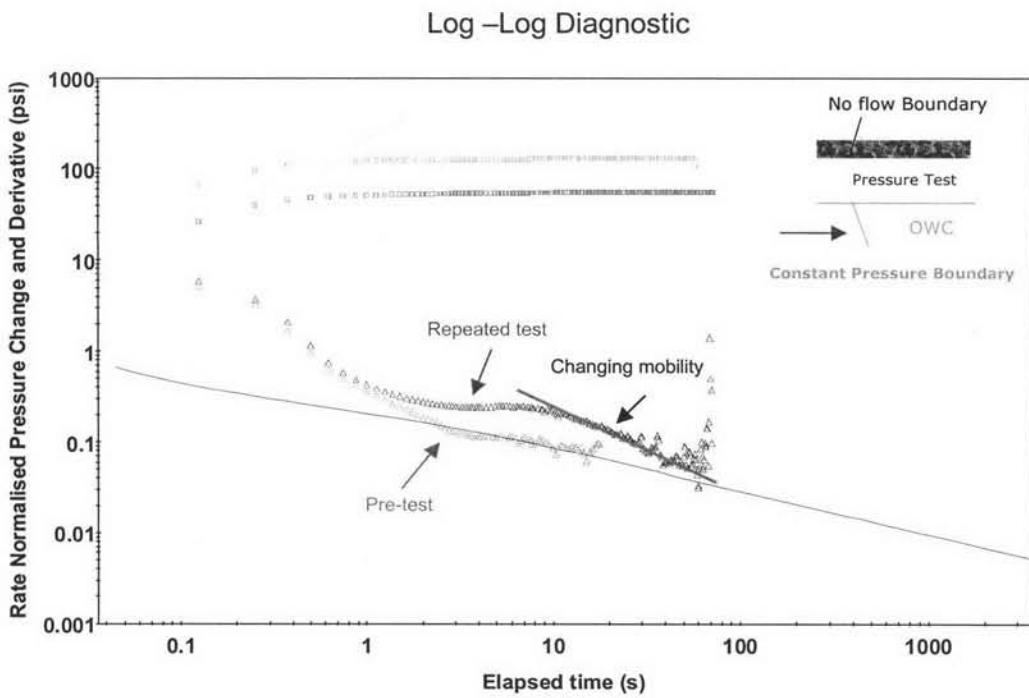 Log –Log Diagnostic
Rate Normalised Pressure Change and Derivative (psi)
1000
100
10
1
0.1
0.01
0.001
No flow Boundary
Pressure Test
OWC
Constant Pressure Boundary
Repeated test
Changing mobility
Pre-test
0.1
1
10
100
1000
Elapsed time (s)